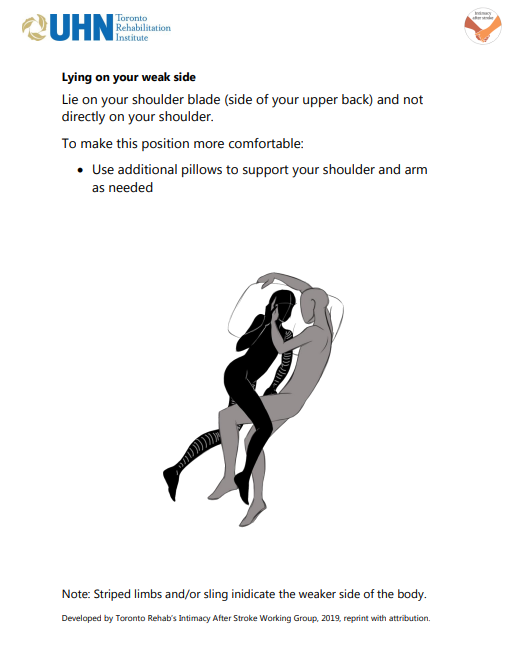 UHN
Toronto
Rehabilitation
Institute
Intimacy
after stroke
Lying on your weak side
Lie on your shoulder blade (side of your upper back) and not
directly on your shoulder.
To make this position more comfortable:
• Use additional pillows to support your shoulder and arm
as needed
Note: Striped limbs and/or sling inidicate the weaker side of the body.
Developed by Toronto Rehab's Intimacy After Stroke Working Group, 2019, reprint with attribution.